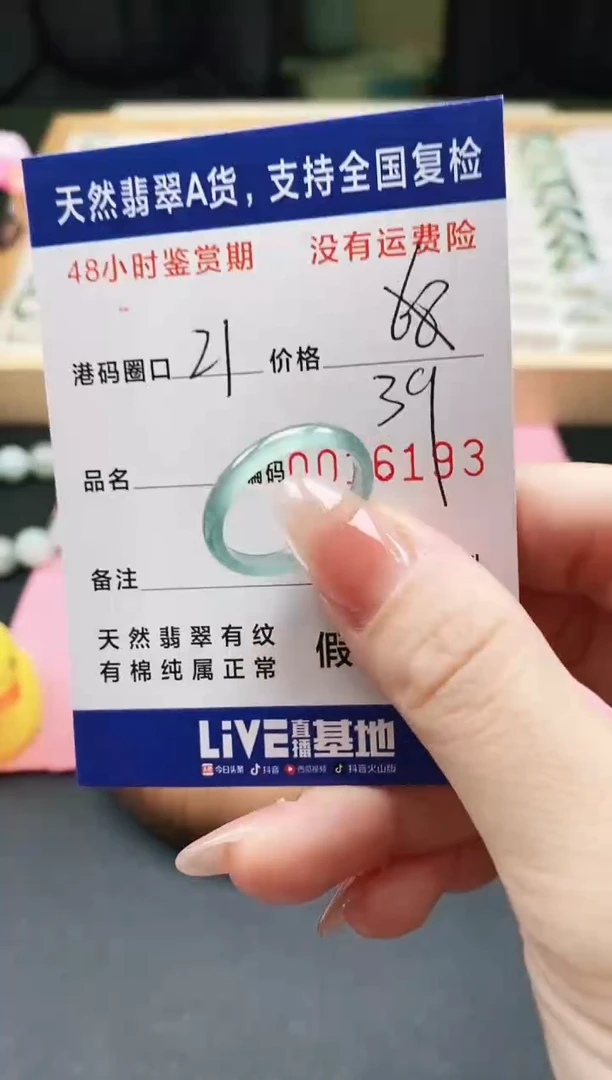 天然翡翠A货，支持全国复检
48小时鉴赏期 没有运费险
港码圈口 21 价格 68
39
品名 编码 00 6193
备注
天然翡翠有纹 假
有棉纯属正常
LiVE直播基地
今日头条 抖音 西瓜视频 抖音火山版